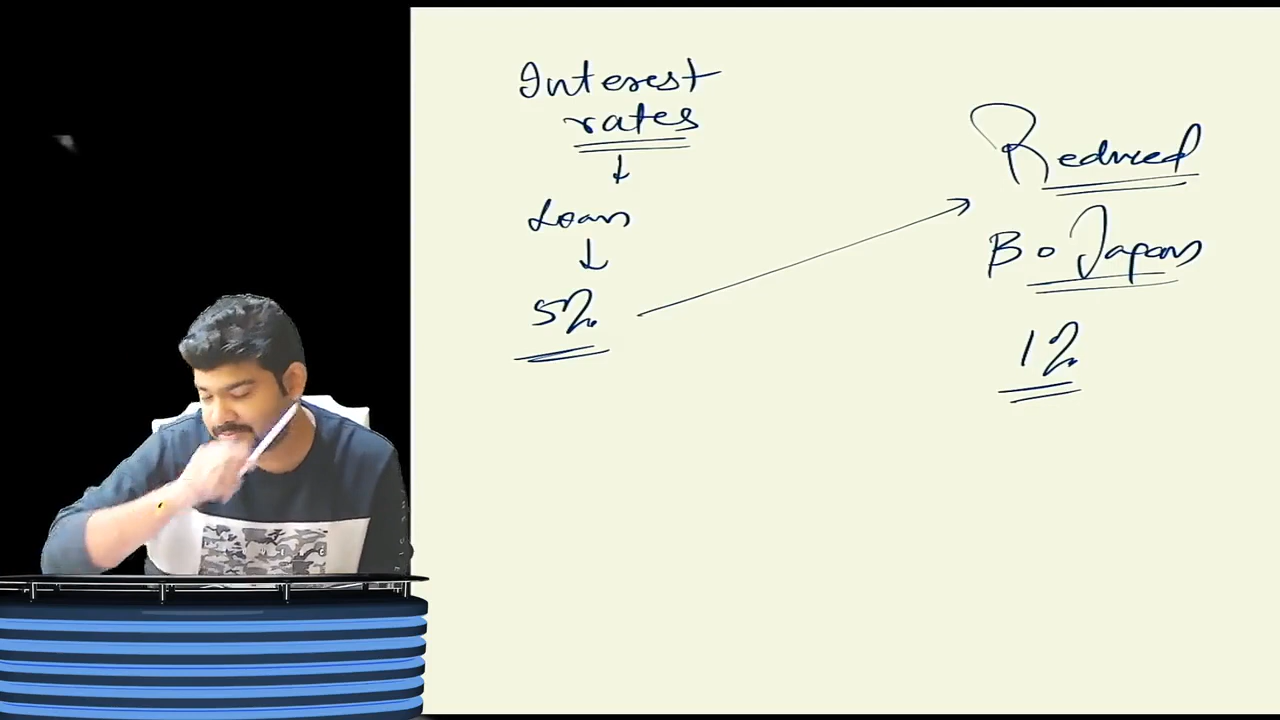 Interest
rates
↓
Loan
↓
5%
Reduced
B o Japan
1%